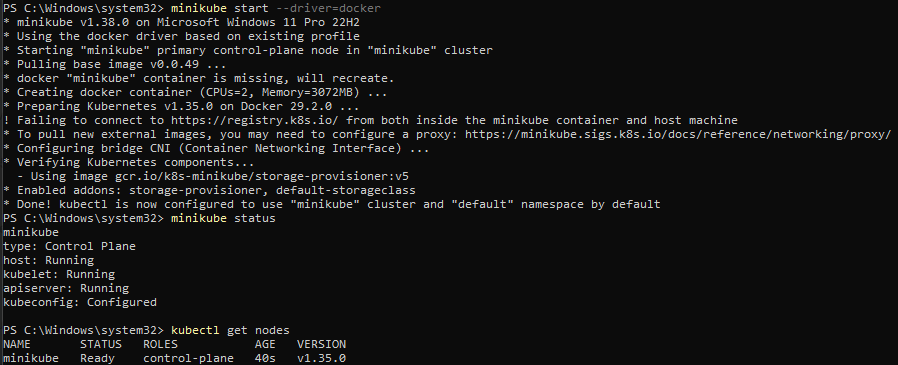 PS C:\Windows\system32> minikube start --driver=docker
* minikube v1.38.0 on Microsoft Windows 11 Pro 22H2
* Using the docker driver based on existing profile
* Starting "minikube" primary control-plane node in "minikube" cluster
* Pulling base image v0.0.49 ...
* docker "minikube" container is missing, will recreate.
* Creating docker container (CPUs=2, Memory=3072MB) ...
* Preparing Kubernetes v1.35.0 on Docker 29.2.0 ...
! Failing to connect to https://registry.k8s.io/ from both inside the minikube container and host machine
* To pull new external images, you may need to configure a proxy: https://minikube.sigs.k8s.io/docs/reference/networking/proxy/
* Configuring bridge CNI (Container Networking Interface) ...
* Verifying Kubernetes components...
  - Using image gcr.io/k8s-minikube/storage-provisioner:v5
* Enabled addons: storage-provisioner, default-storageclass
* Done! kubectl is now configured to use "minikube" cluster and "default" namespace by default
PS C:\Windows\system32> minikube status
minikube
type: Control Plane
host: Running
kubelet: Running
apiserver: Running
kubeconfig: Configured
PS C:\Windows\system32> kubectl get nodes
NAME       STATUS   ROLES           AGE   VERSION
minikube   Ready    control-plane   40s   v1.35.0